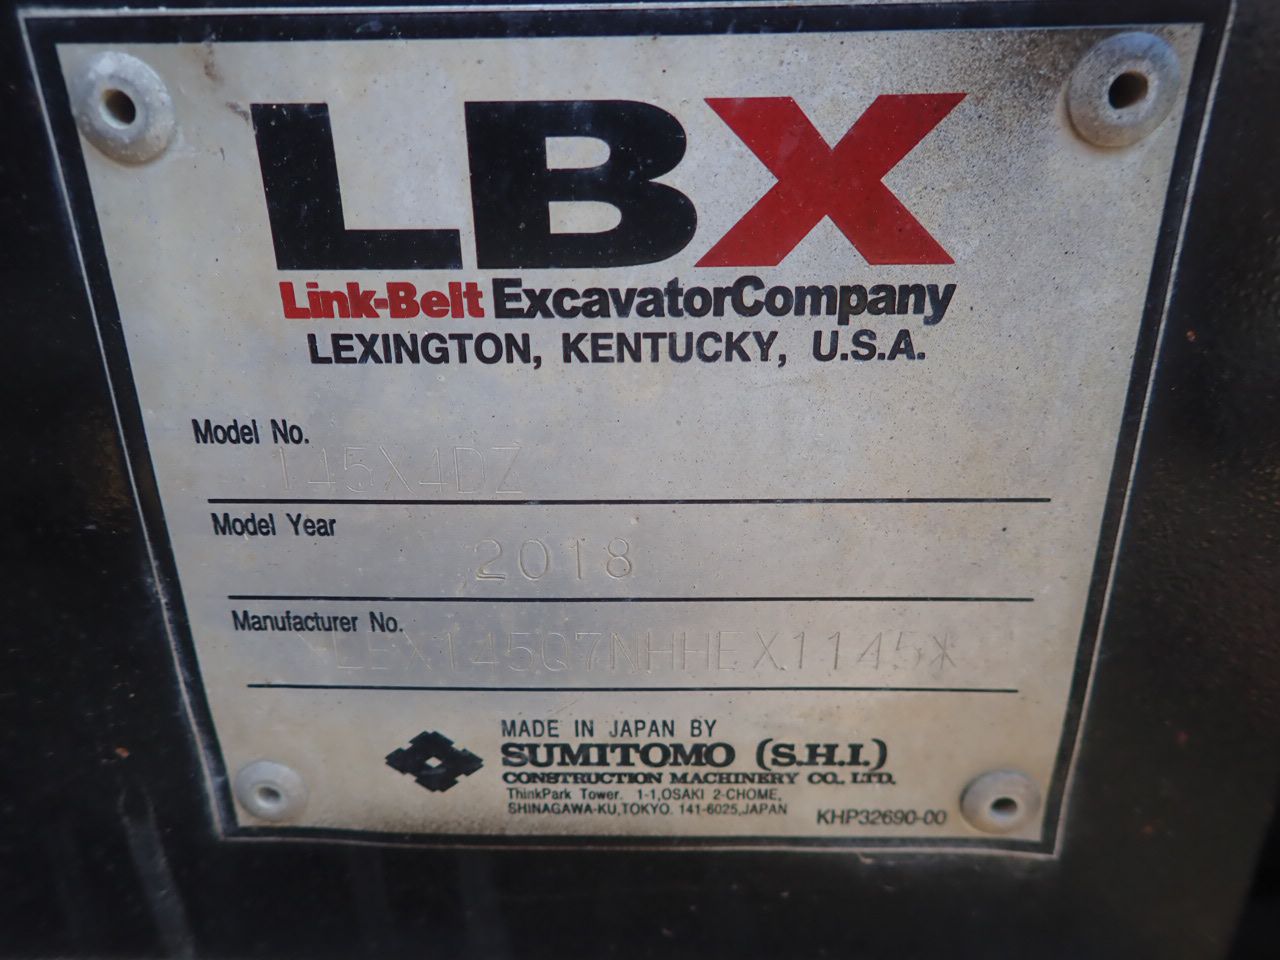 LBX
Link-Belt ExcavatorCompany
LEXINGTON, KENTUCKY, U.S.A.
Model No.
145X4DZ
Model Year
2018
Manufacturer No.
*LBX145Q7NHHEX1145*
MADE IN JAPAN BY
SUMITOMO (S.H.I.)
CONSTRUCTION MACHINERY CO., LTD.
ThinkPark Tower. 1-1,OSAKI 2-CHOME,
SHINAGAWA-KU,TOKYO. 141-6025,JAPAN
KHP32690-00